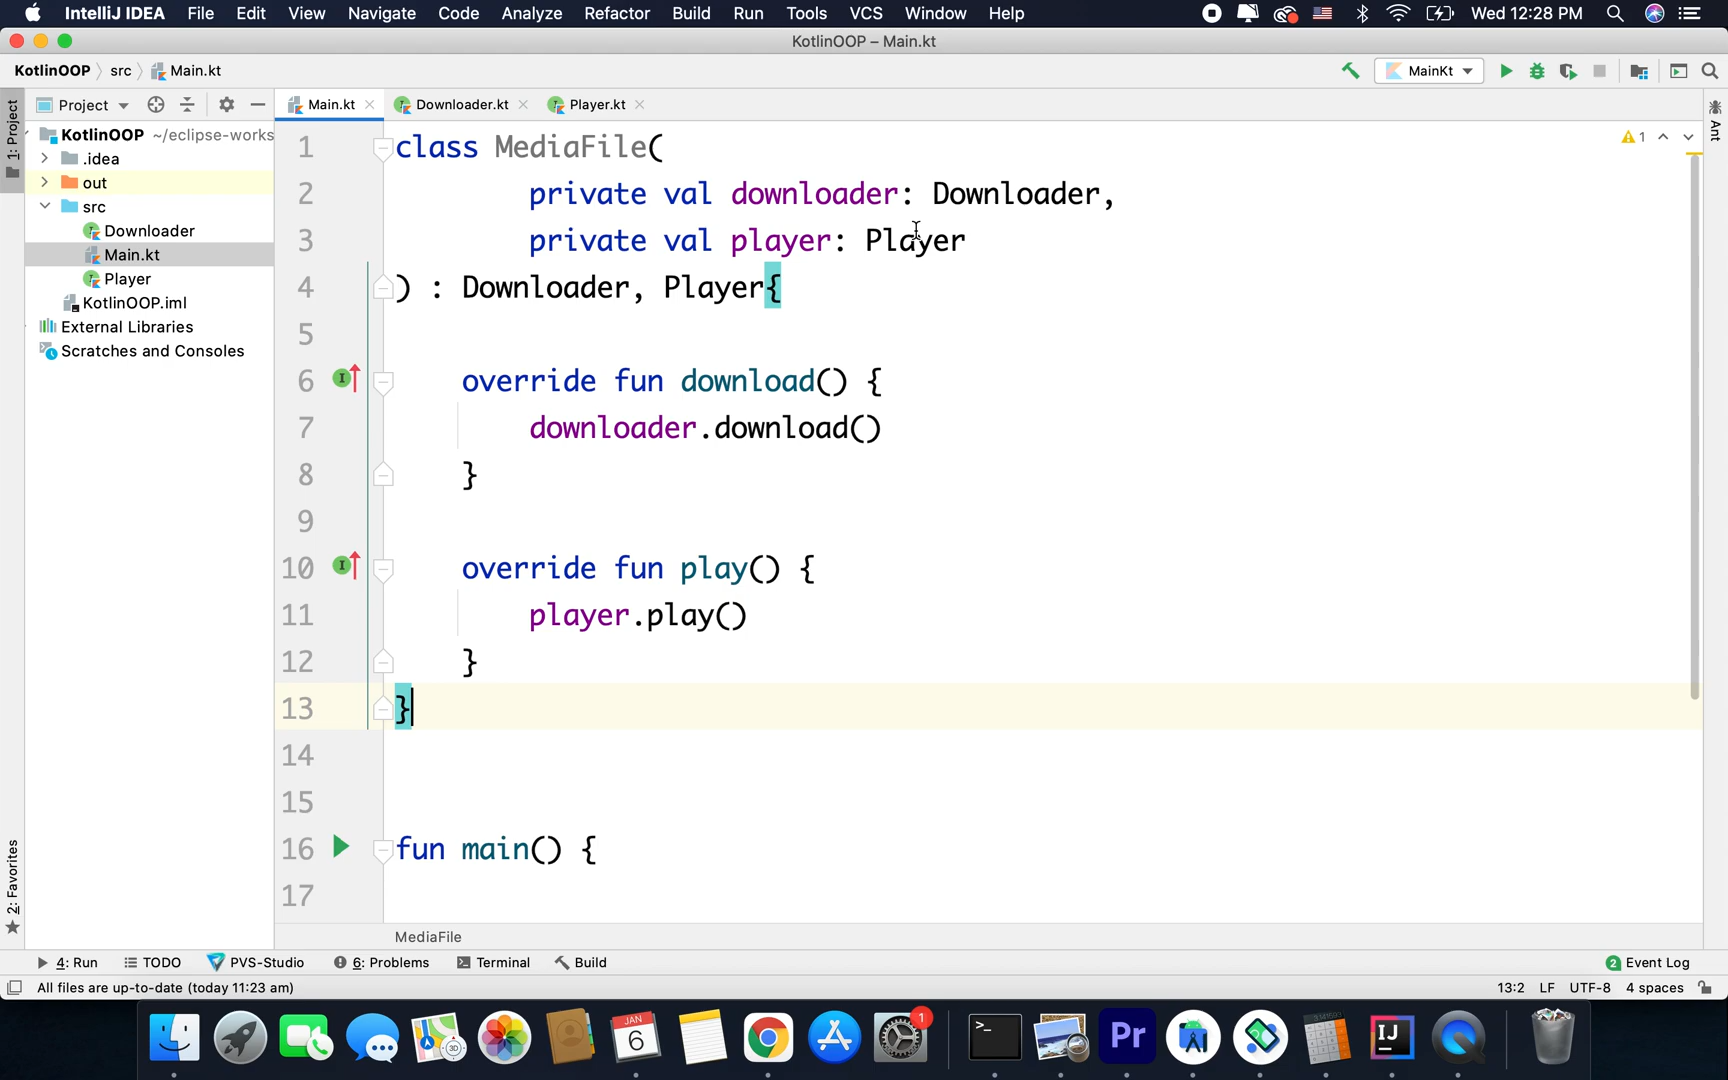 IntelliJ IDEA File Edit View Navigate Code Analyze Refactor Build Run Tools VCS Window Help Wed 12:28 PM
KotlinOOP – Main.kt
KotlinOOP src Main.kt MainKt
1: Project
Project
Main.kt Downloader.kt Player.kt
Ant
KotlinOOP ~/eclipse-works
.idea
out
src
Downloader
Main.kt
Player
KotlinOOP.iml
External Libraries
Scratches and Consoles
2: Favorites
1
1 class MediaFile(
2 private val downloader: Downloader,
3 private val player: Player
4 ) : Downloader, Player{
5
6 override fun download() {
7 downloader.download()
8 }
9
10 override fun play() {
11 player.play()
12 }
13 }
14
15
16 fun main() {
17
MediaFile
4: Run TODO PVS-Studio 6: Problems Terminal Build 2 Event Log
All files are up-to-date (today 11:23 am) 13:2 LF UTF-8 4 spaces
JAN
6
1
>_
Pr
IJ